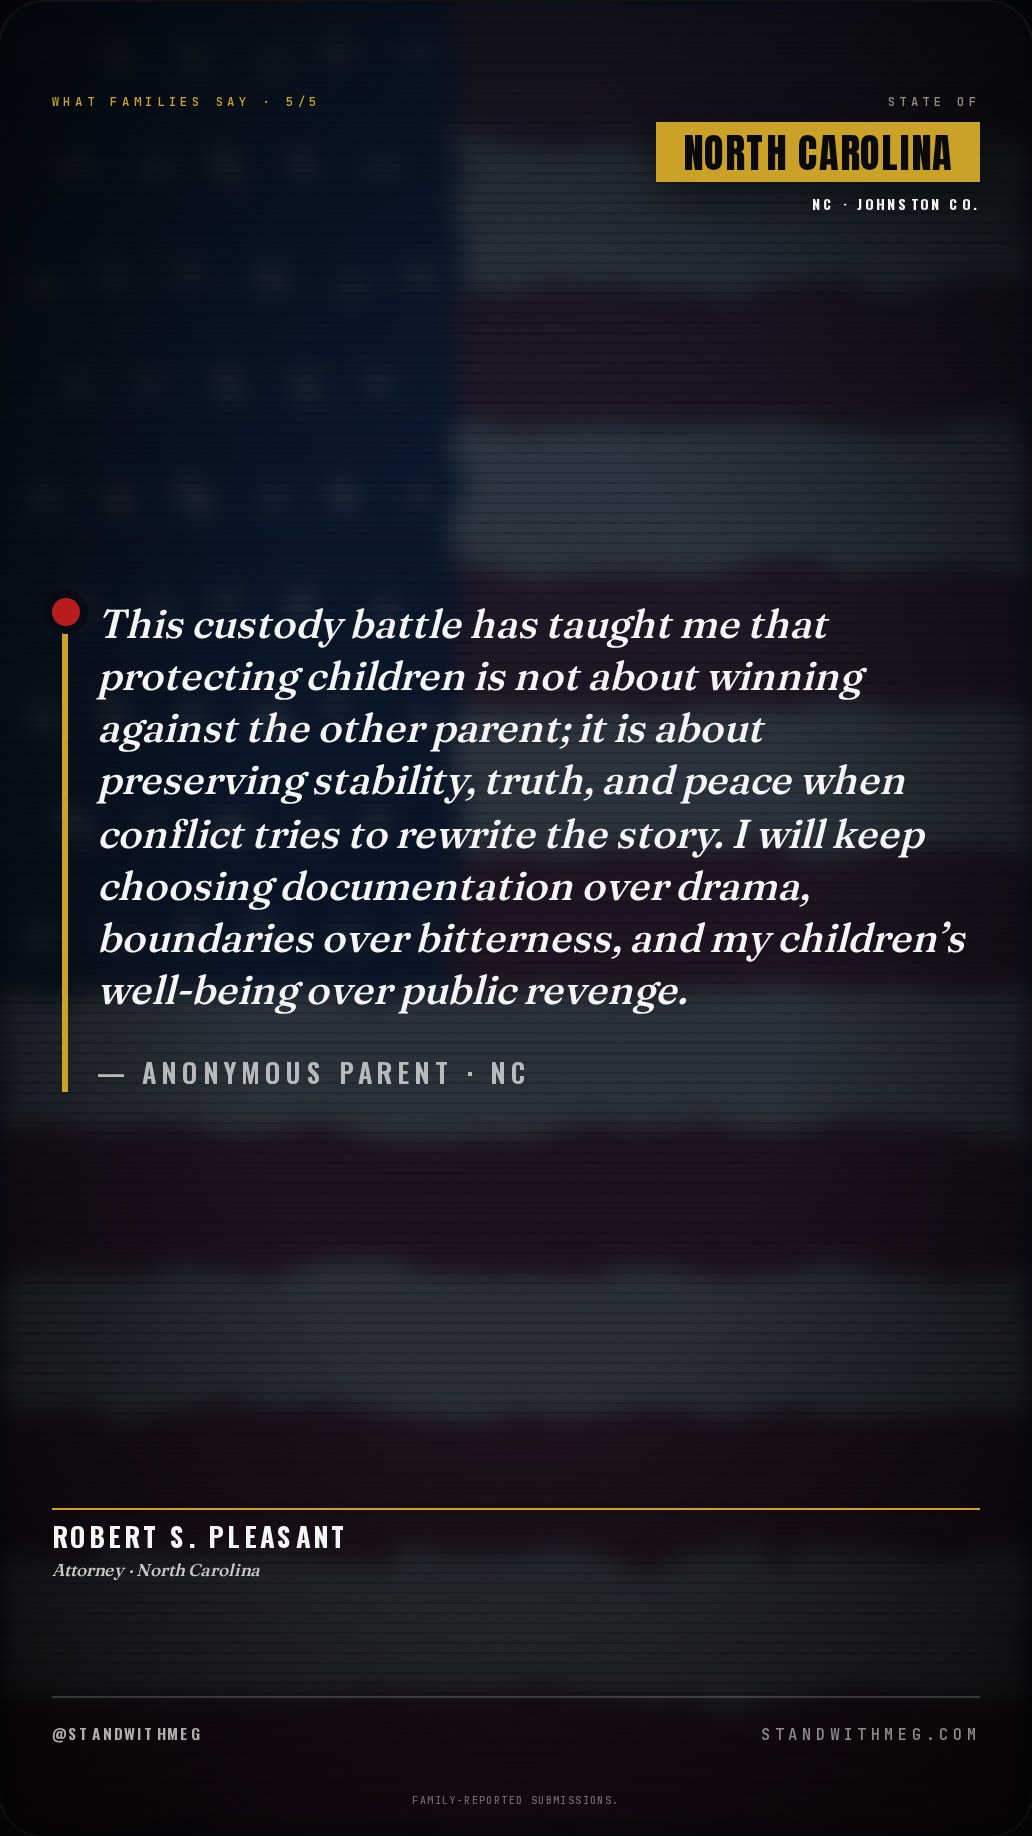 WHAT FAMILIES SAY · 5/5
STATE OF
NORTH CAROLINA
NC · JOHNSTON CO.
This custody battle has taught me that
protecting children is not about winning
against the other parent; it is about
preserving stability, truth, and peace when
conflict tries to rewrite the story. I will keep
choosing documentation over drama,
boundaries over bitterness, and my children’s
well-being over public revenge.
— ANONYMOUS PARENT · NC
ROBERT S. PLEASANT
Attorney · North Carolina
@STANDWITHMEG
STANDWITHMEG.COM
FAMILY-REPORTED SUBMISSIONS.